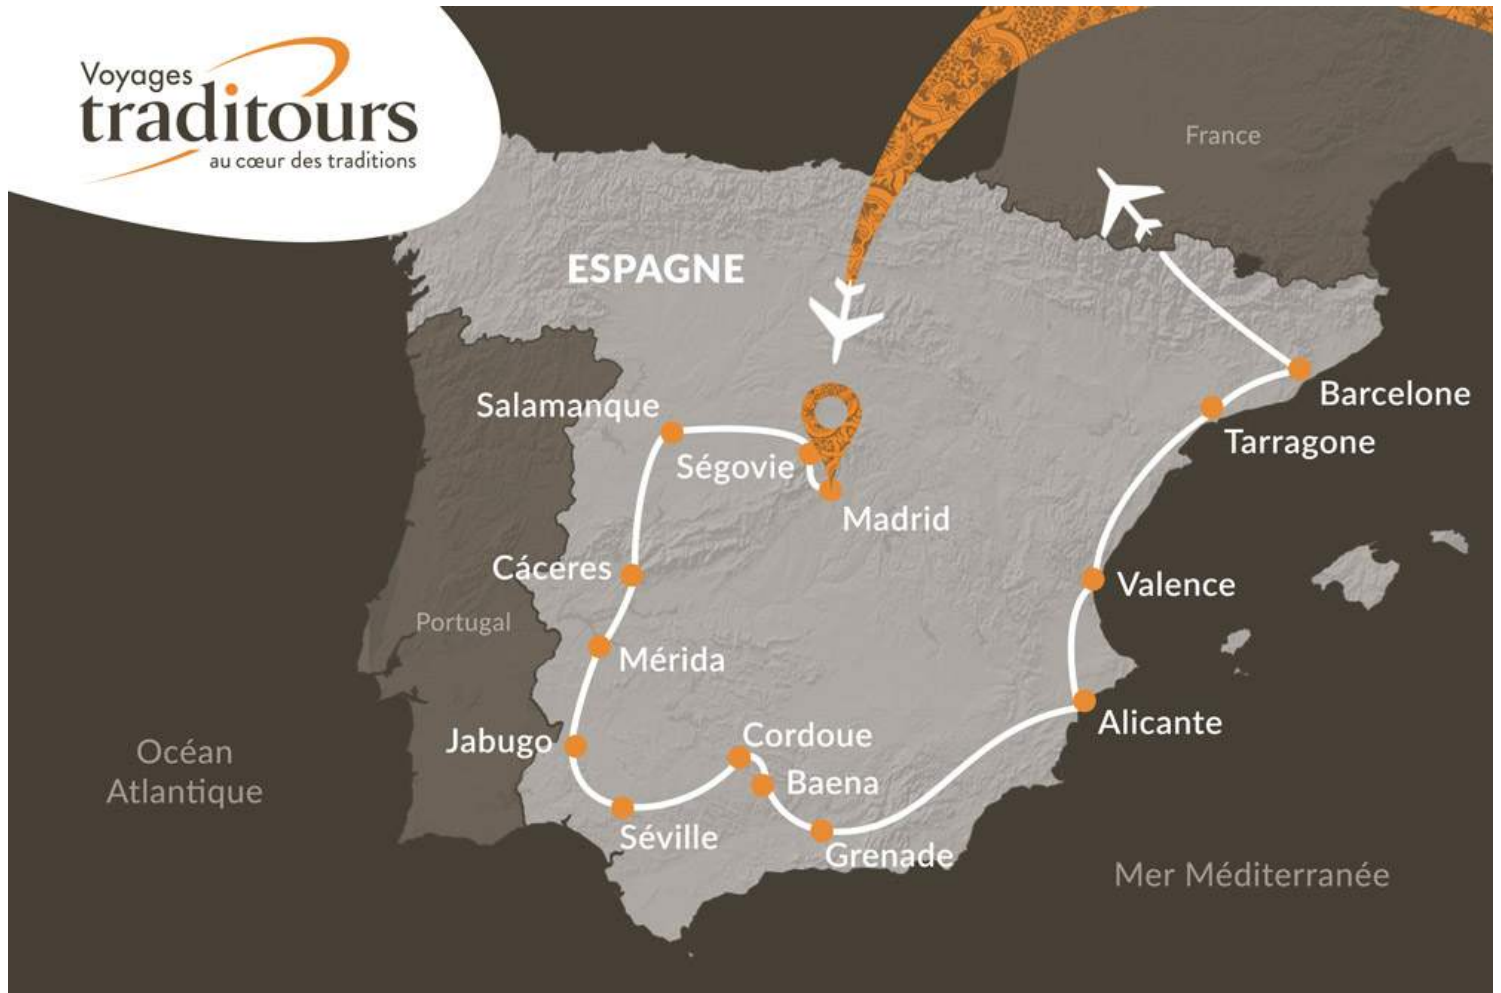 Voyages
traditours
au cœur des traditions
France
ESPAGNE
Salamanque
Barcelone
Tarragone
Ségovie
Madrid
Cáceres
Valence
Portugal
Mérida
Alicante
Jabugo
Cordoue
Océan
Atlantique
Baena
Séville
Grenade
Mer Méditerranée